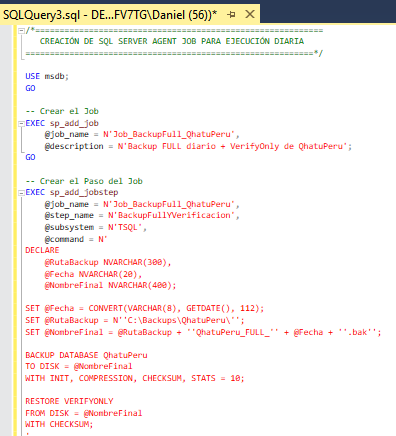 SQLQuery3.sql - DE...FV7TG\Daniel (56))*
/*============================================================
CREACIÓN DE SQL SERVER AGENT JOB PARA EJECUCIÓN DIARIA
============================================================*/
USE msdb;
GO
-- Crear el Job
EXEC sp_add_job
@job_name = N'Job_BackupFull_QhatuPeru',
@description = N'Backup FULL diario + VerifyOnly de QhatuPeru';
GO
-- Crear el Paso del Job
EXEC sp_add_jobstep
@job_name = N'Job_BackupFull_QhatuPeru',
@step_name = N'BackupFullYVerificacion',
@subsystem = N'TSQL',
@command = N'
DECLARE
@RutaBackup NVARCHAR(300),
@Fecha NVARCHAR(20),
@NombreFinal NVARCHAR(400);
SET @Fecha = CONVERT(VARCHAR(8), GETDATE(), 112);
SET @RutaBackup = N''C:\Backups\QhatuPeru\'';
SET @NombreFinal = @RutaBackup + ''QhatuPeru_FULL_'' + @Fecha + ''.bak'';
BACKUP DATABASE QhatuPeru
TO DISK = @NombreFinal
WITH INIT, COMPRESSION, CHECKSUM, STATS = 10;
RESTORE VERIFYONLY
FROM DISK = @NombreFinal
WITH CHECKSUM;